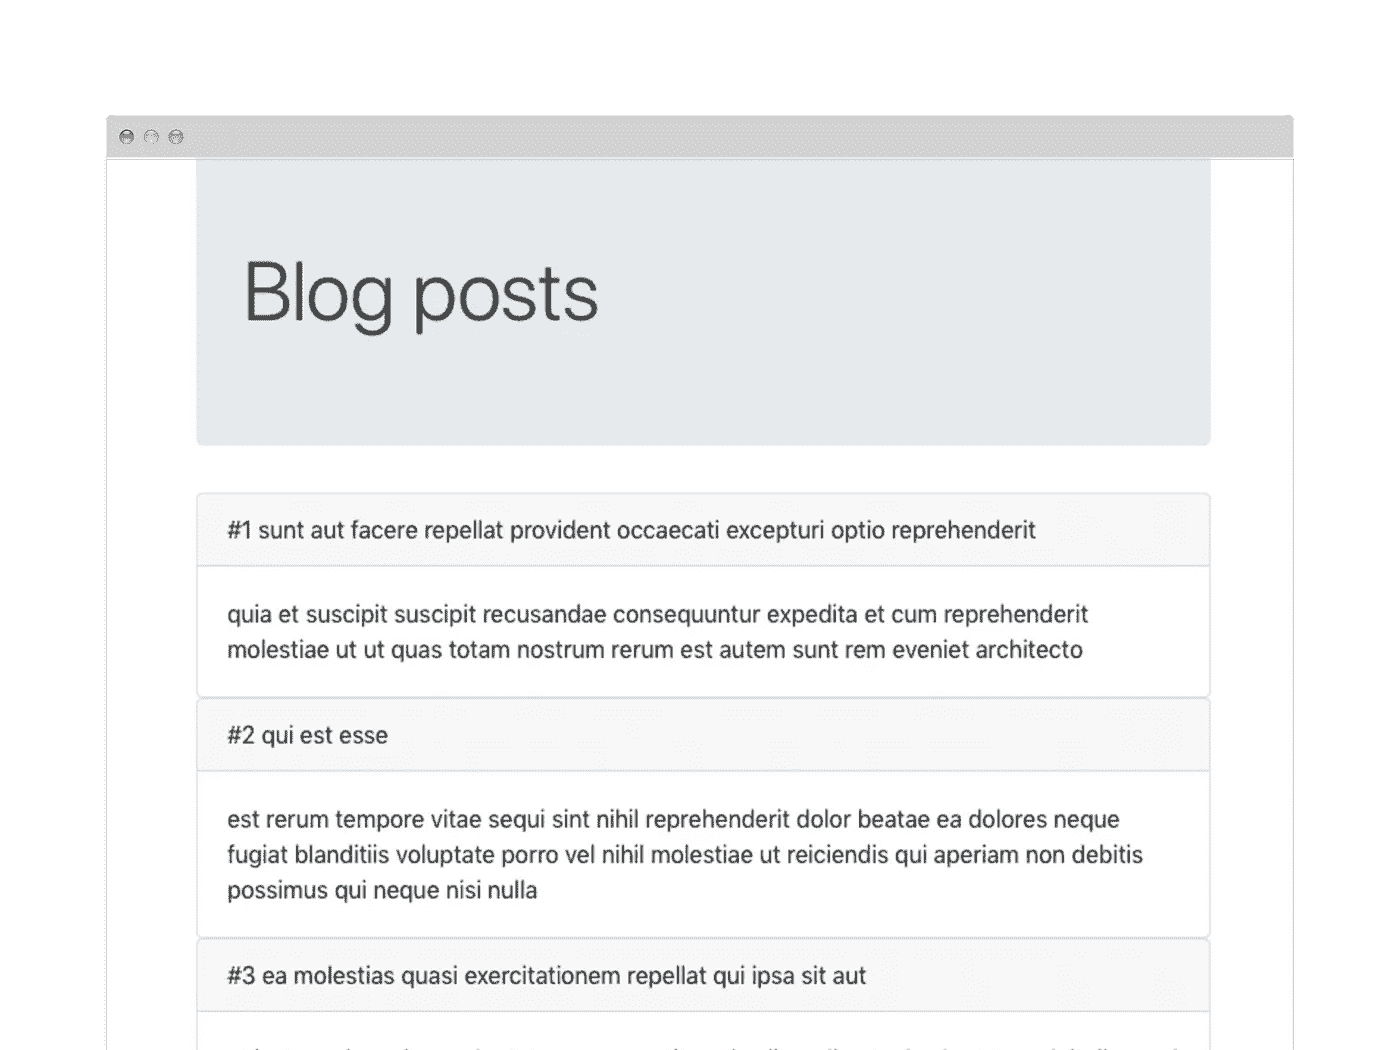 Blog posts
#1 sunt aut facere repellat provident occaecati excepturi optio reprehenderit
quia et suscipit suscipit recusandae consequuntur expedita et cum reprehenderit
molestiae ut ut quas totam nostrum rerum est autem sunt rem eveniet architecto
#2 qui est esse
est rerum tempore vitae sequi sint nihil reprehenderit dolor beatae ea dolores neque
fugiat blanditiis voluptate porro vel nihil molestiae ut reiciendis qui aperiam non debitis
possimus qui neque nisi nulla
#3 ea molestias quasi exercitationem repellat qui ipsa sit aut